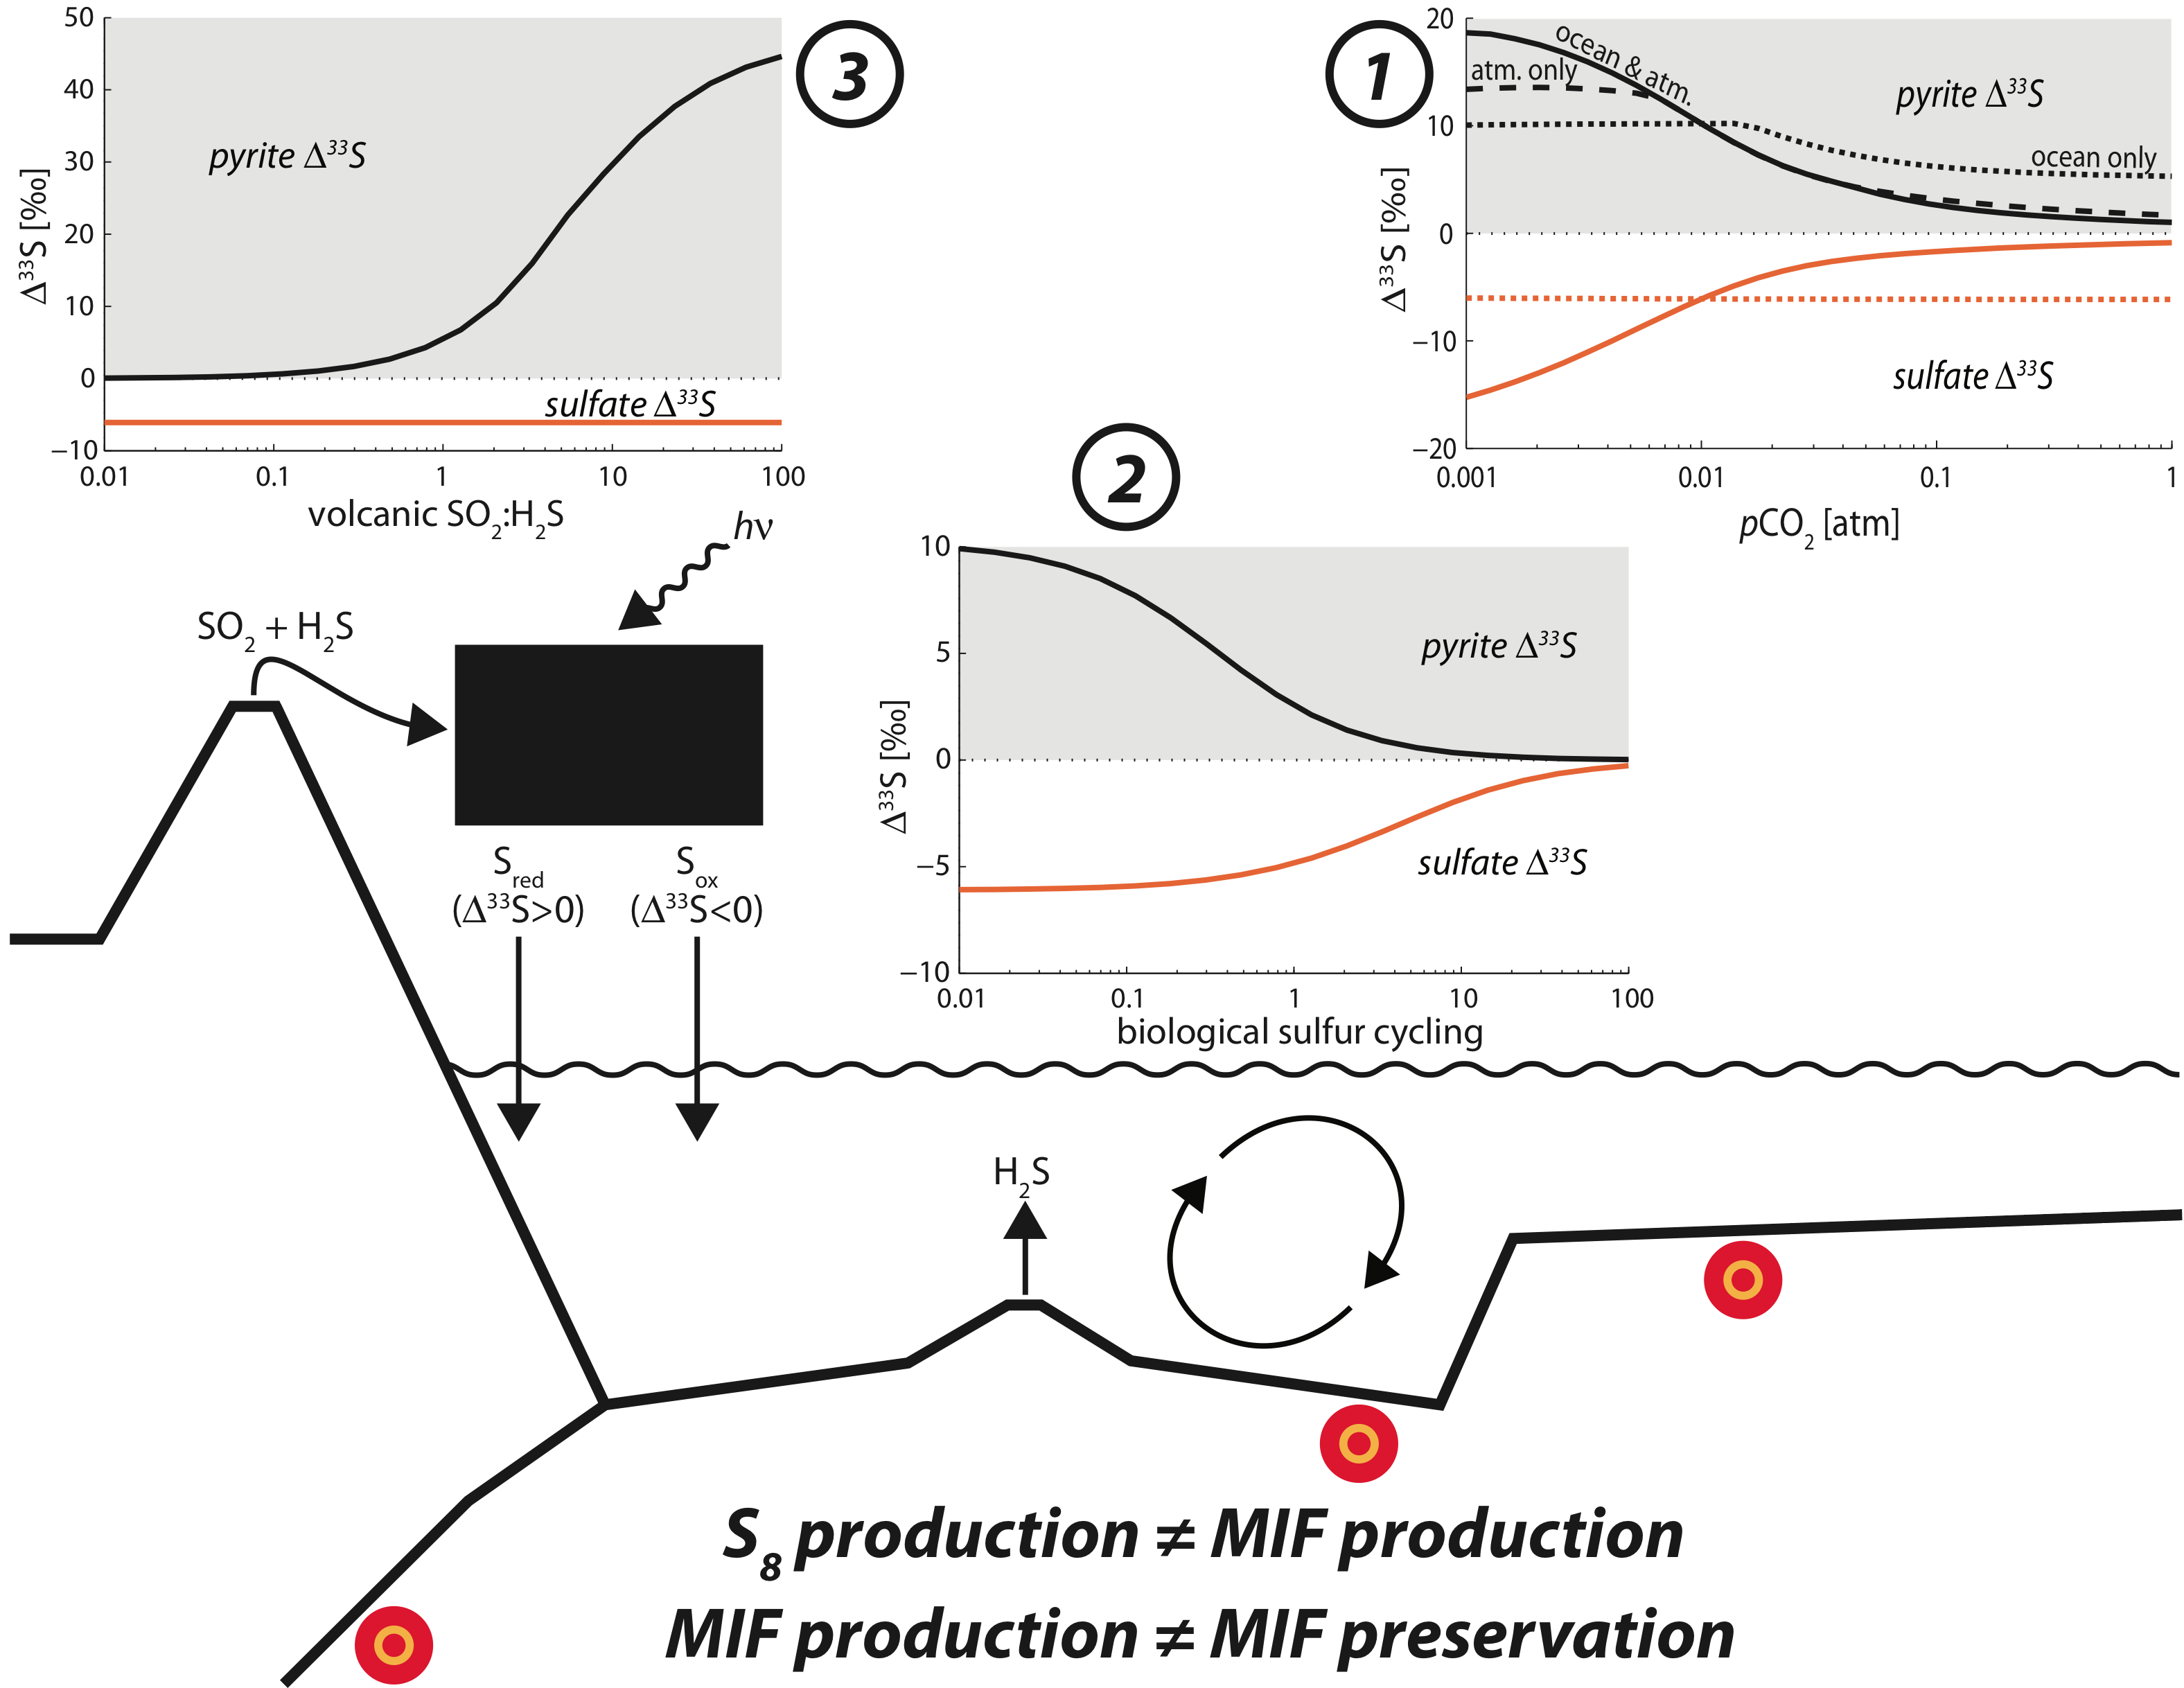 50
40
30
20
10
0
−10
Δ³³S [‰]
pyrite Δ³³S
sulfate Δ³³S
0.01 0.1 1 10 100
volcanic SO₂:H₂S
3
1
20
10
0
−10
−20
Δ³³S [‰]
ocean & atm.
atm. only
pyrite Δ³³S
ocean only
sulfate Δ³³S
0.001 0.01 0.1 1
pCO₂ [atm]
2
10
5
0
−5
−10
Δ³³S [‰]
pyrite Δ³³S
sulfate Δ³³S
0.01 0.1 1 10 100
biological sulfur cycling
hν
SO₂ + H₂S
S_red S_ox
(Δ³³S>0) (Δ³³S<0)
H₂S
S₈ production ≠ MIF production
MIF production ≠ MIF preservation